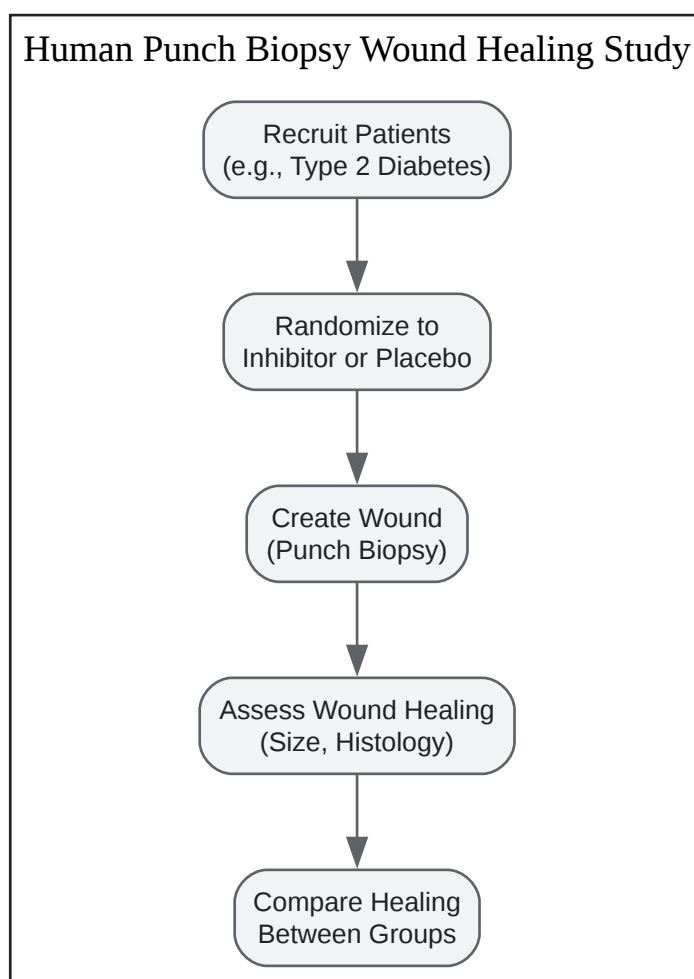 Human Punch Biopsy Wound Healing Study
Recruit Patients
(e.g., Type 2 Diabetes)
Randomize to
Inhibitor or Placebo
Create Wound
(Punch Biopsy)
Assess Wound Healing
(Size, Histology)
Compare Healing
Between Groups